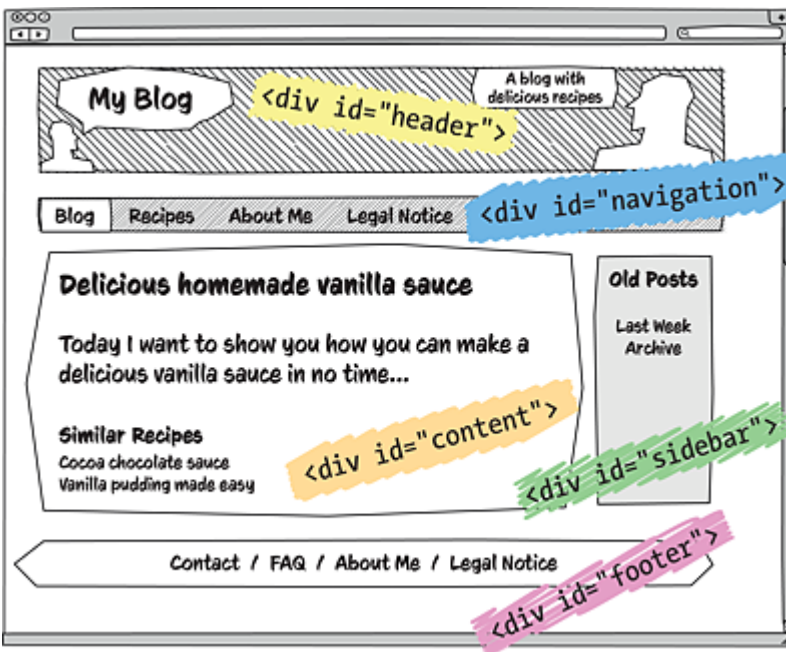 My Blog
<div id="header">
A blog with
delicious recipes
Blog Recipes About Me Legal Notice
<div id="navigation">
Delicious homemade vanilla sauce
Today I want to show you how you can make a
delicious vanilla sauce in no time...
Similar Recipes
Cocoa chocolate sauce
Vanilla pudding made easy
<div id="content">
Old Posts
Last Week
Archive
<div id="sidebar">
Contact / FAQ / About Me / Legal Notice
<div id="footer">